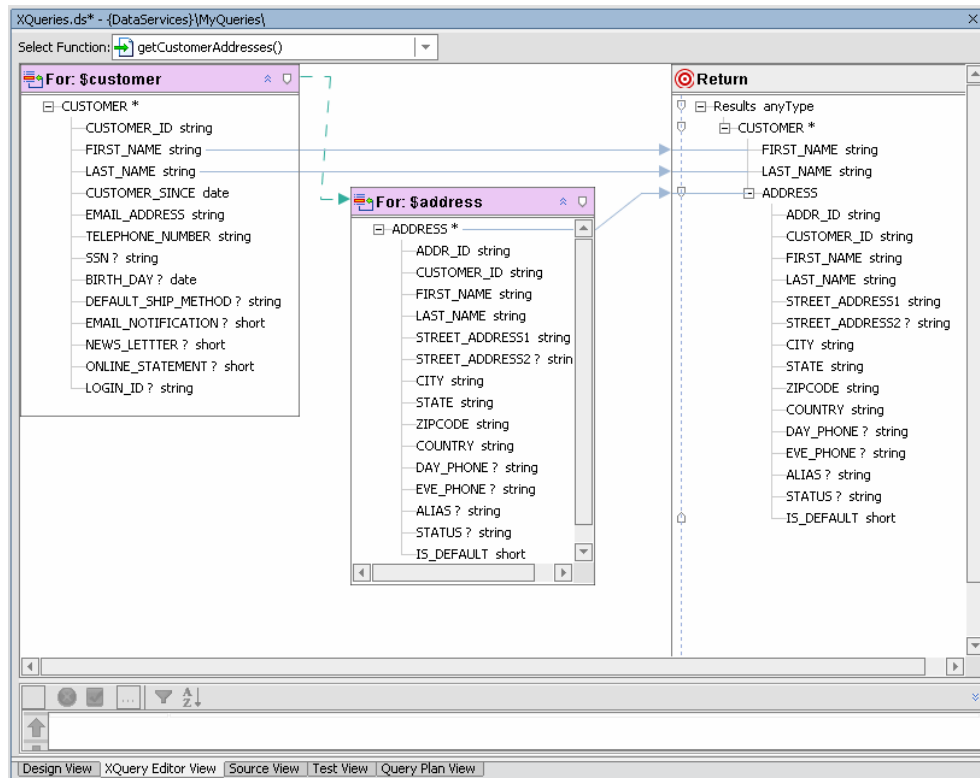 XQueries.ds* - {DataServices}\MyQueries\
Select Function: getCustomerAddresses()
For: $customer
CUSTOMER *
CUSTOMER_ID string
FIRST_NAME string
LAST_NAME string
CUSTOMER_SINCE date
EMAIL_ADDRESS string
TELEPHONE_NUMBER string
SSN ? string
BIRTH_DAY ? date
DEFAULT_SHIP_METHOD ? string
EMAIL_NOTIFICATION ? short
NEWS_LETTTER ? short
ONLINE_STATEMENT ? short
LOGIN_ID ? string
For: $address
ADDRESS *
ADDR_ID string
CUSTOMER_ID string
FIRST_NAME string
LAST_NAME string
STREET_ADDRESS1 string
STREET_ADDRESS2 ? strin
CITY string
STATE string
ZIPCODE string
COUNTRY string
DAY_PHONE ? string
EVE_PHONE ? string
ALIAS ? string
STATUS ? string
IS_DEFAULT short
Return
Results anyType
CUSTOMER *
FIRST_NAME string
LAST_NAME string
ADDRESS
ADDR_ID string
CUSTOMER_ID string
FIRST_NAME string
LAST_NAME string
STREET_ADDRESS1 string
STREET_ADDRESS2 ? string
CITY string
STATE string
ZIPCODE string
COUNTRY string
DAY_PHONE ? string
EVE_PHONE ? string
ALIAS ? string
STATUS ? string
IS_DEFAULT short
Design View XQuery Editor View Source View Test View Query Plan View